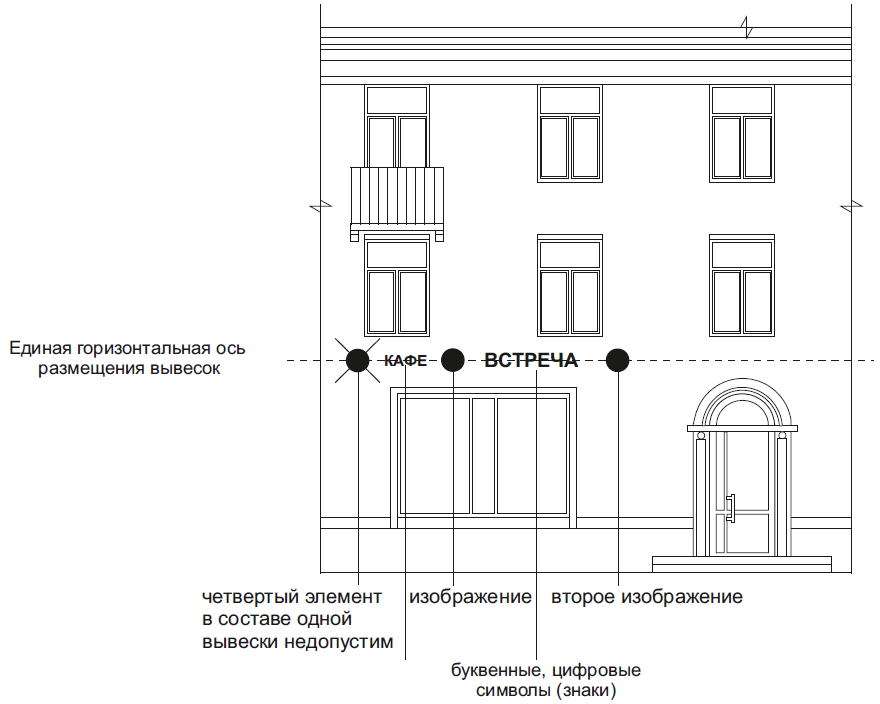 Единая горизонтальная ось
размещения вывесок
КАФЕ
ВСТРЕЧА
четвертый элемент
в составе одной
вывески недопустим
изображение
второе изображение
буквенные, цифровые
символы (знаки)